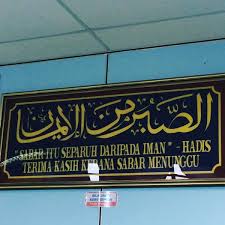 الصبر من الإيمان
"SABAR ITU SEPARUH DARIPADA IMAN" - HADIS
TERIMA KASIH KERANA SABAR MENUNGGU